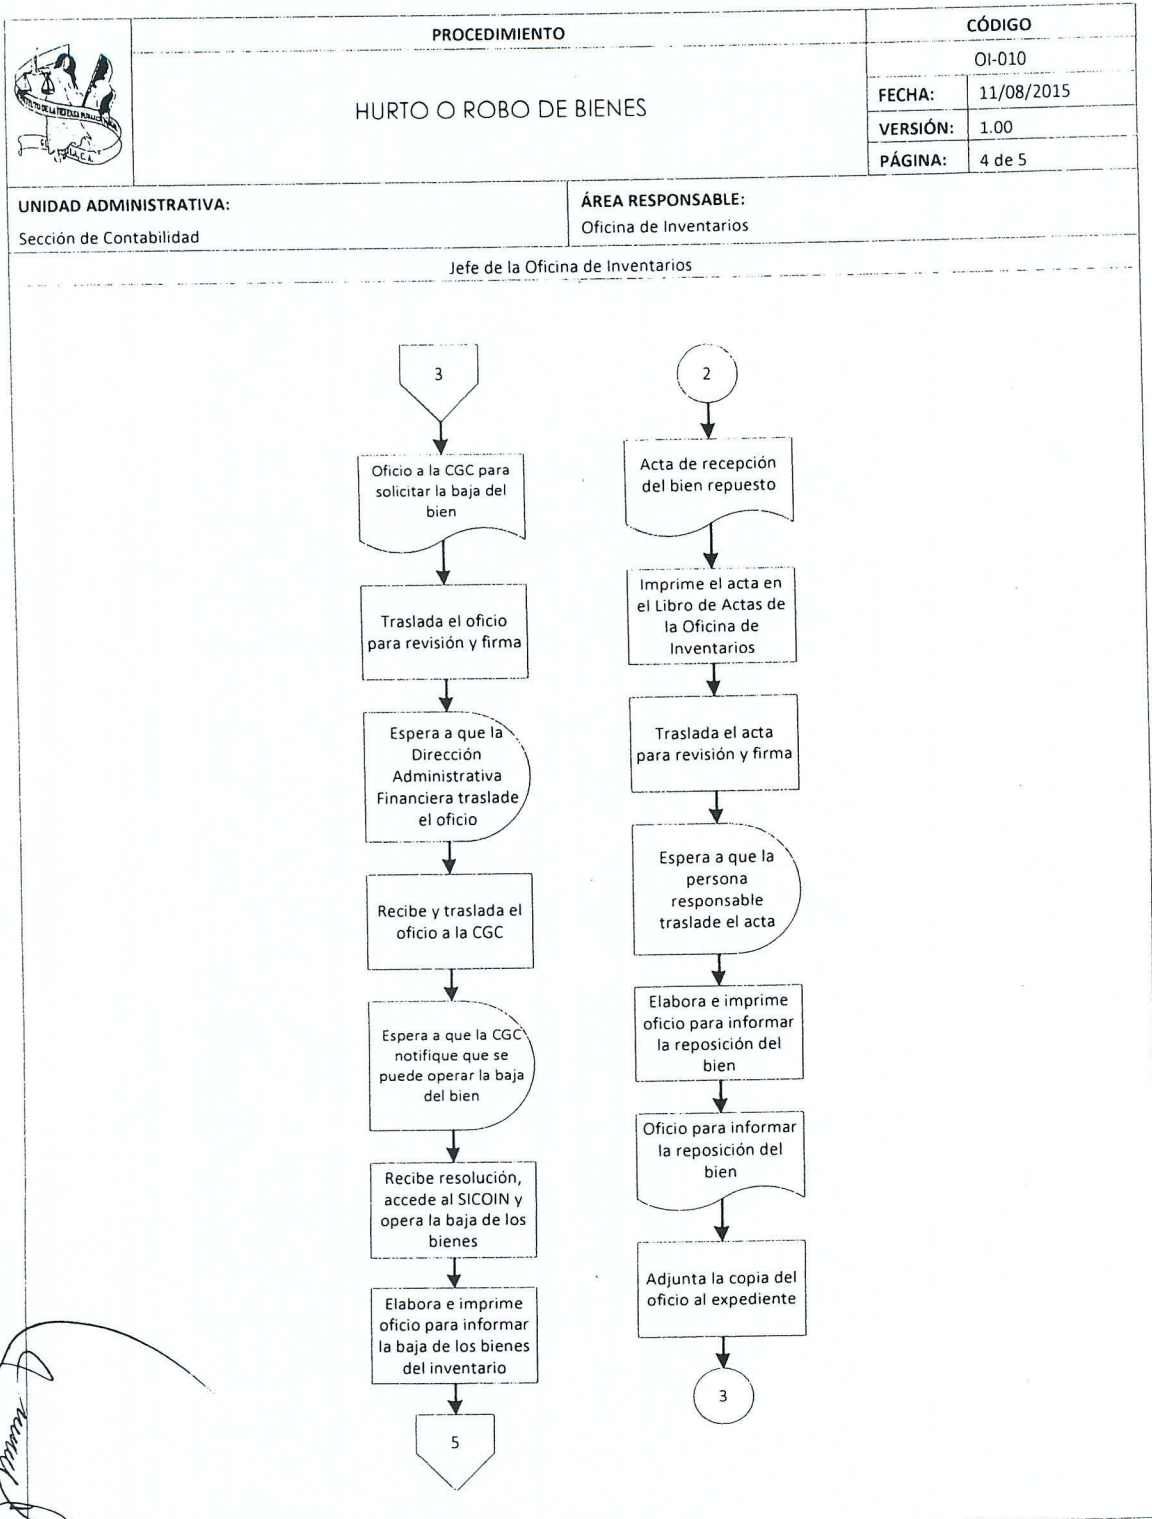 PROCEDIMIENTO
CÓDIGO
HURTO O ROBO DE BIENES
OI-010
FECHA: 11/08/2015
VERSIÓN: 1.00
PÁGINA: 4 de 5
UNIDAD ADMINISTRATIVA:
Sección de Contabilidad
ÁREA RESPONSABLE:
Oficina de Inventarios
Jefe de la Oficina de Inventarios
3
Oficio a la CGC para
solicitar la baja del
bien
Traslada el oficio
para revisión y firma
Espera a que la
Dirección
Administrativa
Financiera traslade
el oficio
Recibe y traslada el
oficio a la CGC
Espera a que la CGC
notifique que se
puede operar la baja
del bien
Recibe resolución,
accede al SICOIN y
opera la baja de los
bienes
Elabora e imprime
oficio para informar
la baja de los bienes
del inventario
5
2
Acta de recepción
del bien repuesto
Imprime el acta en
el Libro de Actas de
la Oficina de
Inventarios
Traslada el acta
para revisión y firma
Espera a que la
persona
responsable
traslade el acta
Elabora e imprime
oficio para informar
la reposición del
bien
Oficio para informar
la reposición del
bien
Adjunta la copia del
oficio al expediente
3